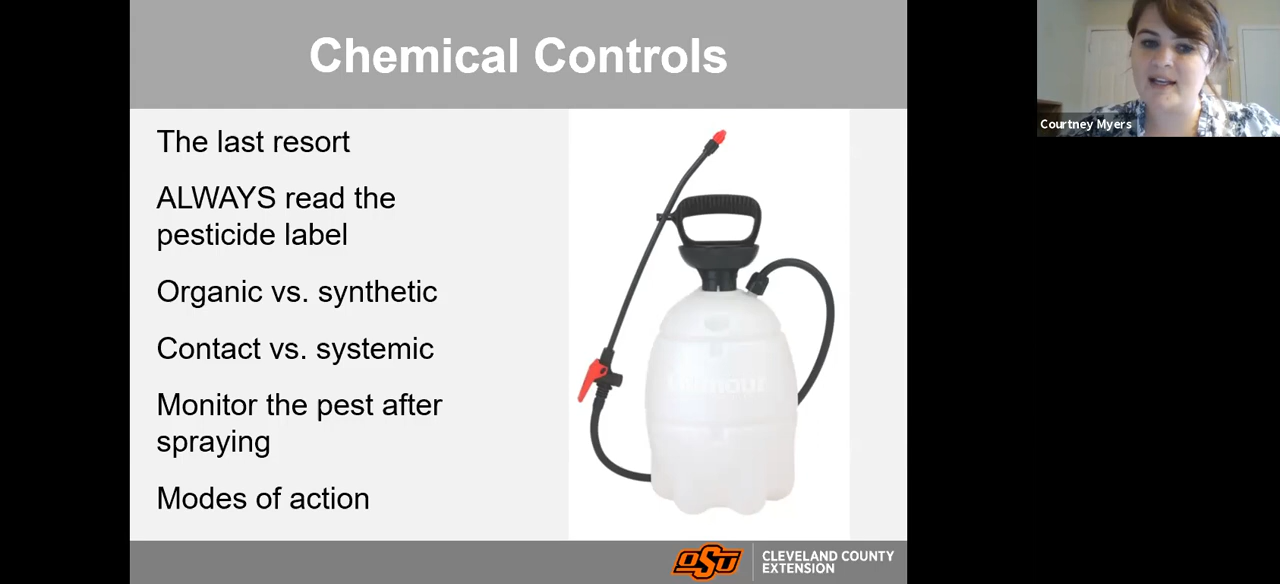 Chemical Controls
Courtney Myers
The last resort
ALWAYS read the
pesticide label
Organic vs. synthetic
Contact vs. systemic
Monitor the pest after
spraying
Modes of action
Gilmour
OSU
CLEVELAND COUNTY
EXTENSION